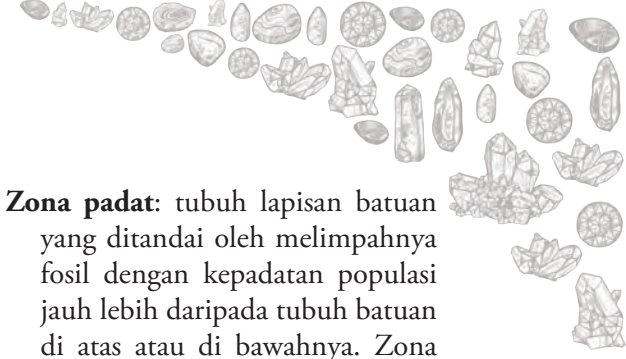 Zona padat: tubuh lapisan batuan
yang ditandai oleh melimpahnya
fosil dengan kepadatan populasi
jauh lebih daripada tubuh batuan
di atas atau di bawahnya. Zona